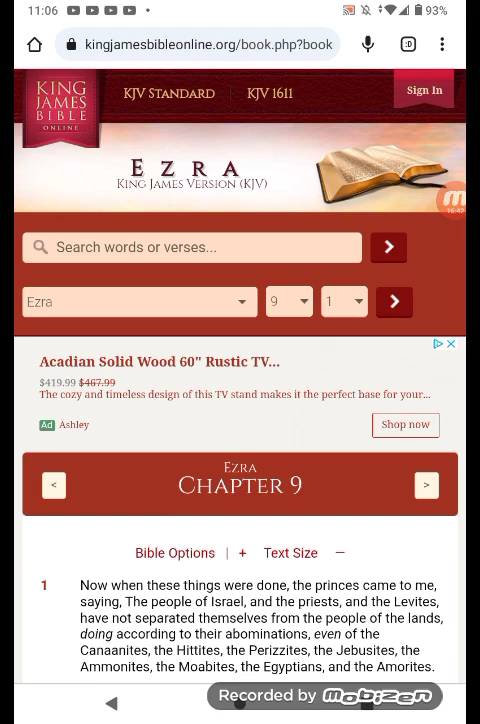 11:06
93%
kingjamesbibleonline.org/book.php?book
:D
KING
JAMES
BIBLE
ONLINE
KJV STANDARD
KJV 1611
Sign In
EZRA
KING JAMES VERSION (KJV)
16:42
Search words or verses...
>
Ezra
9
1
>
Acadian Solid Wood 60" Rustic TV...
$419.99 $467.99
The cozy and timeless design of this TV stand makes it the perfect base for your...
Ad Ashley
Shop now
<
EZRA
CHAPTER 9
>
Bible Options | + Text Size —
1 Now when these things were done, the princes came to me,
saying, The people of Israel, and the priests, and the Levites,
have not separated themselves from the people of the lands,
doing according to their abominations, even of the
Canaanites, the Hittites, the Perizzites, the Jebusites, the
Ammonites, the Moabites, the Egyptians, and the Amorites.
Recorded by mobizen